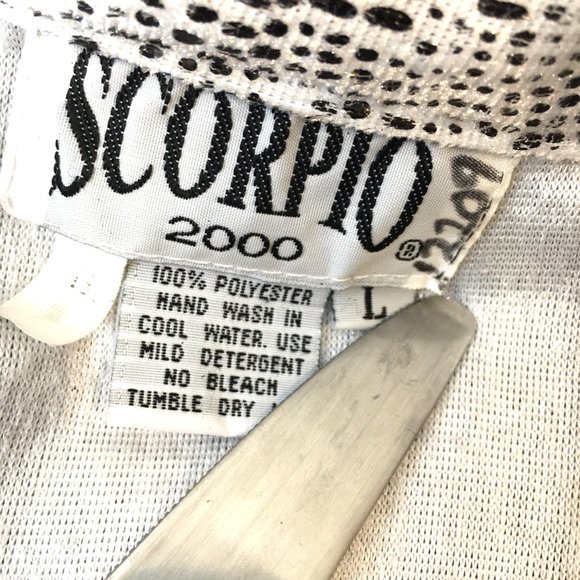 SCORPIO
2000 ®
100% POLYESTER
HAND WASH IN
COOL WATER. USE
MILD DETERGENT
NO BLEACH
TUMBLE DRY
L